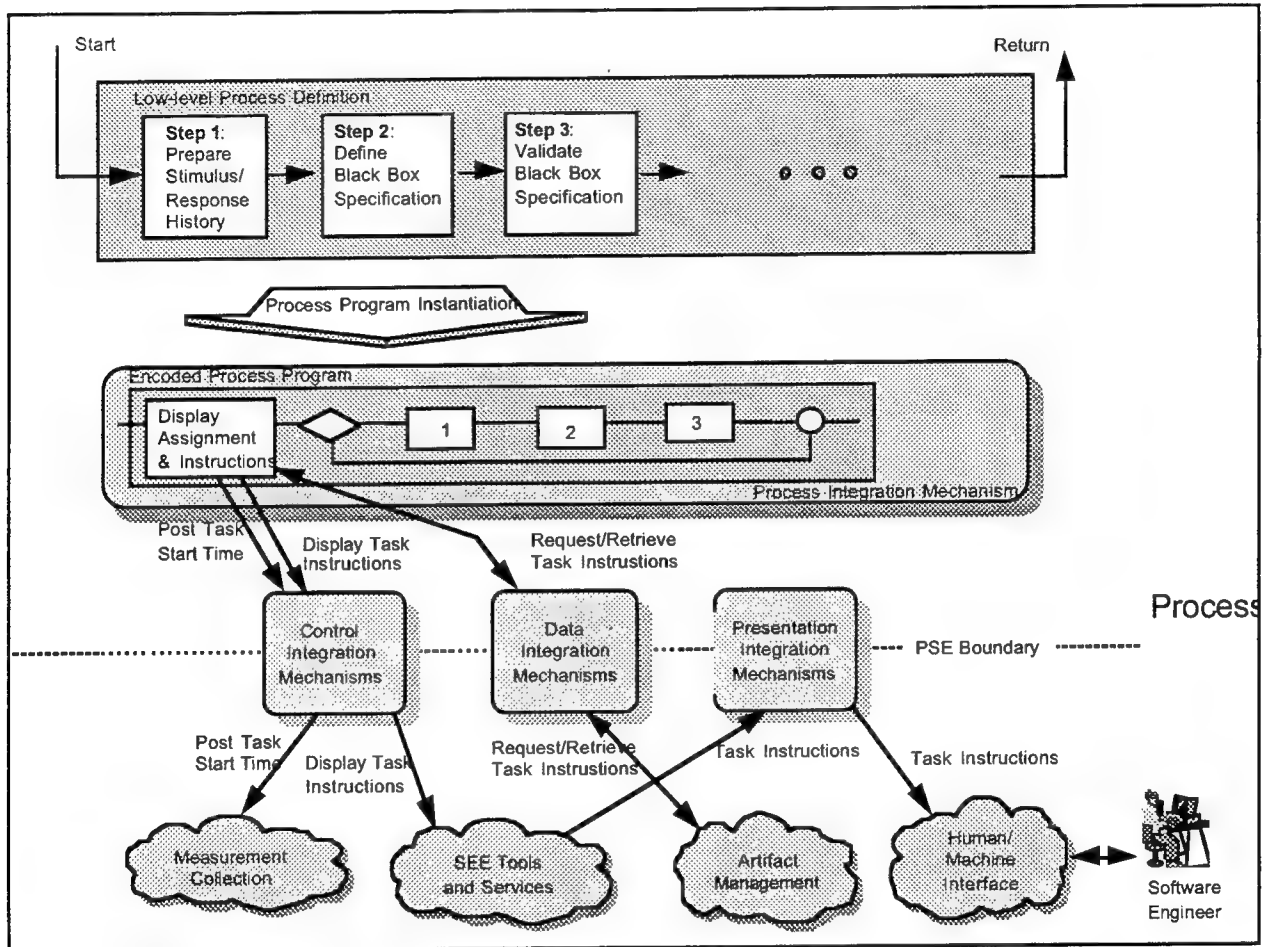 Start
Return
Low-level Process Definition
Step 1:
Prepare
Stimulus/
Response
History
Step 2:
Define
Black Box
Specification
Step 3:
Validate
Black Box
Specification
Process Program Instantiation
Encoded Process Program
Display
Assignment
& Instructions
1
2
3
Process Integration Mechanism
Post Task
Start Time
Display Task
Instructions
Request/Retrieve
Task Instrustions
Control
Integration
Mechanisms
Data
Integration
Mechanisms
Presentation
Integration
Mechanisms
PSE Boundary
Process
Post Task
Start Time
Display Task
Instructions
Request/Retrieve
Task Instrustions
Task Instructions
Task Instructions
Measurement
Collection
SEE Tools
and Services
Artifact
Management
Human/
Machine
Interface
Software
Engineer